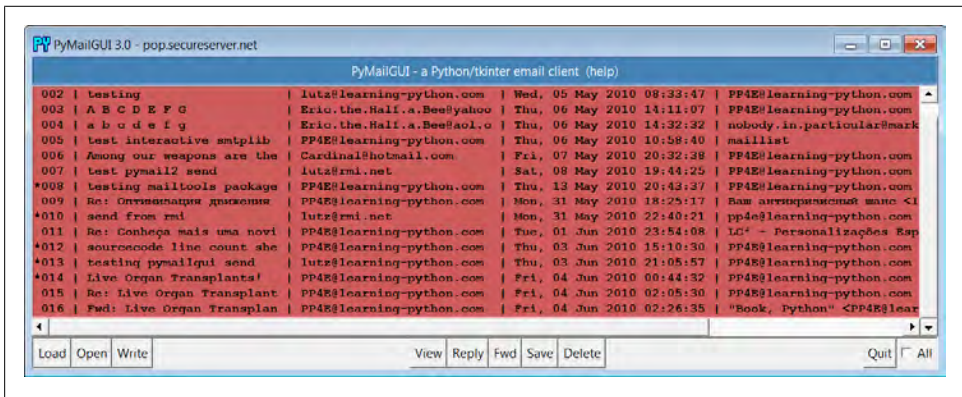 PY PyMailGUI 3.0 - pop.secureserver.net
PyMailGUI - a Python/tkinter email client (help)
002 | testing | lutz@learning-python.com | Wed, 05 May 2010 08:33:47 | PP4E@learning-python.com
003 | A B C D E F G | Eric.the.Half.a.Bee@yahoo | Thu, 06 May 2010 14:11:07 | PP4E@learning-python.com
004 | a b c d e f g | Eric.the.Half.a.Bee@aol.c | Thu, 06 May 2010 14:32:32 | nobody.in.particular@mark
005 | test interactive smtplib | PP4E@learning-python.com | Thu, 06 May 2010 10:58:40 | maillist
006 | Among our weapons are the | Cardinal@hotmail.com | Fri, 07 May 2010 20:32:38 | PP4E@learning-python.com
007 | test pymail2 send | lutz@rmi.net | Sat, 08 May 2010 19:44:25 | PP4E@learning-python.com
*008 | testing mailtools package | PP4E@learning-python.com | Thu, 13 May 2010 20:43:37 | PP4E@learning-python.com
009 | Re: Оптимизация движения | PP4E@learning-python.com | Mon, 31 May 2010 18:25:17 | Ваш антикризисный шанс <l
*010 | send from rmi | lutz@rmi.net | Mon, 31 May 2010 22:40:21 | pp4e@learning-python.com
011 | Re: Conheça mais uma novi | PP4E@learning-python.com | Tue, 01 Jun 2010 23:54:08 | LG² - Personalizações Esp
*012 | sourcecode line count she | PP4E@learning-python.com | Thu, 03 Jun 2010 15:10:30 | PP4E@learning-python.com
*013 | testing pymailgui send | lutz@learning-python.com | Thu, 03 Jun 2010 21:05:57 | PP4E@learning-python.com
*014 | Live Organ Transplants! | PP4E@learning-python.com | Fri, 04 Jun 2010 00:44:32 | PP4E@learning-python.com
015 | Re: Live Organ Transplant | PP4E@learning-python.com | Fri, 04 Jun 2010 02:05:30 | PP4E@learning-python.com
016 | Fwd: Live Organ Transplan | PP4E@learning-python.com | Fri, 04 Jun 2010 02:26:35 | "Book, Python" <PP4E@lear
Load Open Write View Reply Fwd Save Delete Quit All